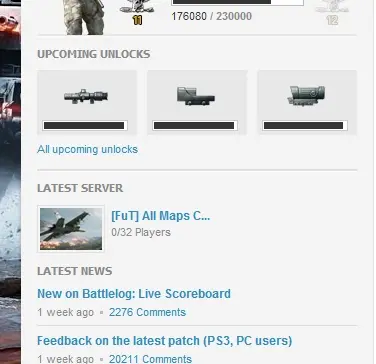 11
12
176080 / 230000
UPCOMING UNLOCKS
All upcoming unlocks
LATEST SERVER
[FuT] All Maps C...
0/32 Players
LATEST NEWS
New on Battlelog: Live Scoreboard
1 week ago • 2276 Comments
Feedback on the latest patch (PS3, PC users)
1 week ago • 20211 Comments